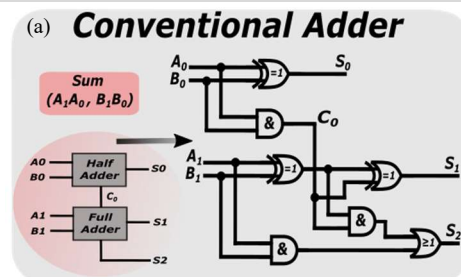 (a) Conventional Adder
Sum
(A₁A₀, B₁B₀)
A0
B0
Half
Adder
S0
C₀
A1
B1
Full
Adder
S1
S2
A₀
B₀
=1
S₀
&
C₀
A₁
B₁
=1
=1
S₁
&
&
≥1
S₂